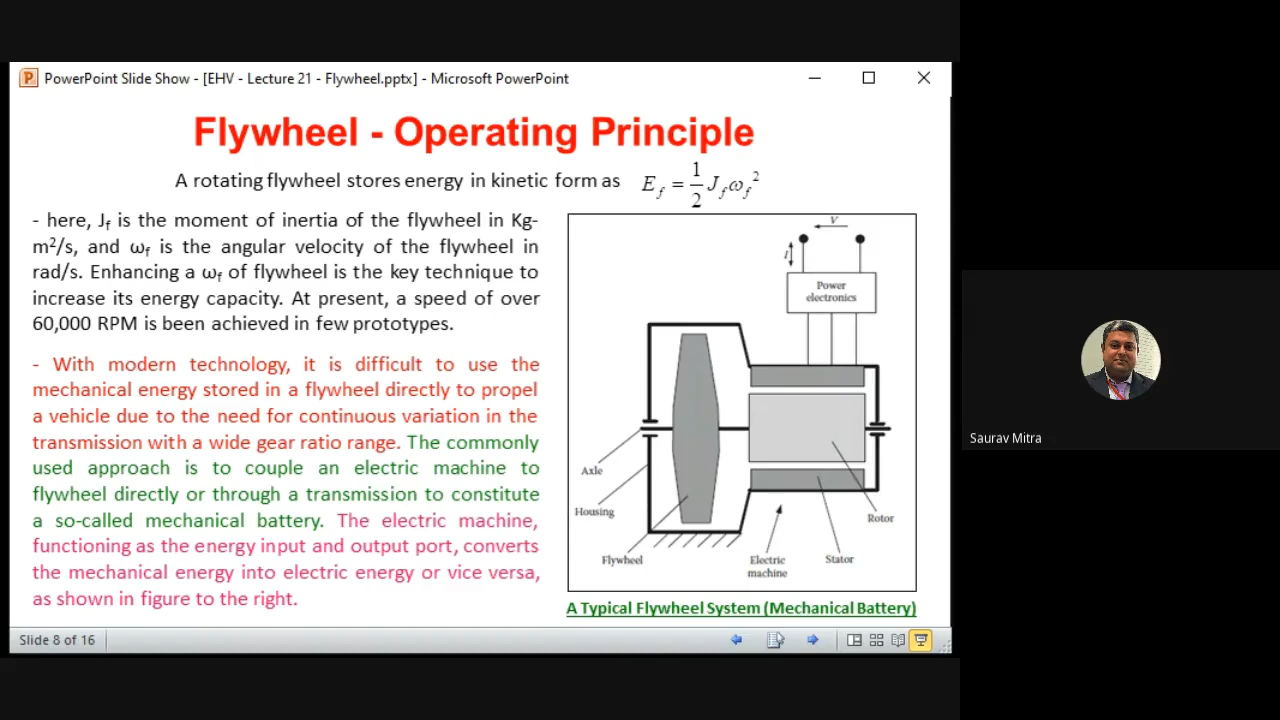 PowerPoint Slide Show - [EHV - Lecture 21 - Flywheel.pptx] - Microsoft PowerPoint
Flywheel - Operating Principle
A rotating flywheel stores energy in kinetic form as E_f = 1/2 J_f ω_f^2
- here, Jf is the moment of inertia of the flywheel in Kg-
m²/s, and ωf is the angular velocity of the flywheel in
rad/s. Enhancing a ωf of flywheel is the key technique to
increase its energy capacity. At present, a speed of over
60,000 RPM is been achieved in few prototypes.
- With modern technology, it is difficult to use the
mechanical energy stored in a flywheel directly to propel
a vehicle due to the need for continuous variation in the
transmission with a wide gear ratio range. The commonly
used approach is to couple an electric machine to
flywheel directly or through a transmission to constitute
a so-called mechanical battery. The electric machine,
functioning as the energy input and output port, converts
the mechanical energy into electric energy or vice versa,
as shown in figure to the right.
V
I
Power
electronics
Axle
Housing
Flywheel
Electric
machine
Stator
Rotor
A Typical Flywheel System (Mechanical Battery)
Slide 8 of 16
Saurav Mitra